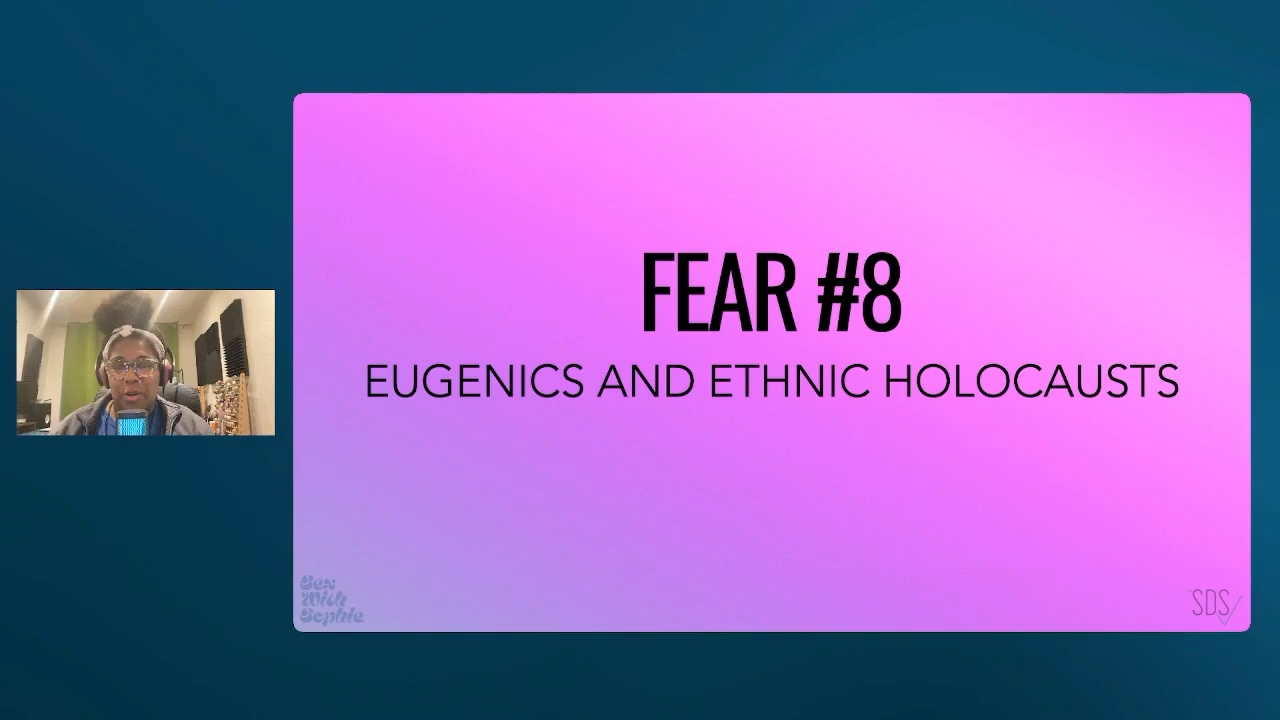 FEAR #8
EUGENICS AND ETHNIC HOLOCAUSTS
Sex
With
Sophie
SDS